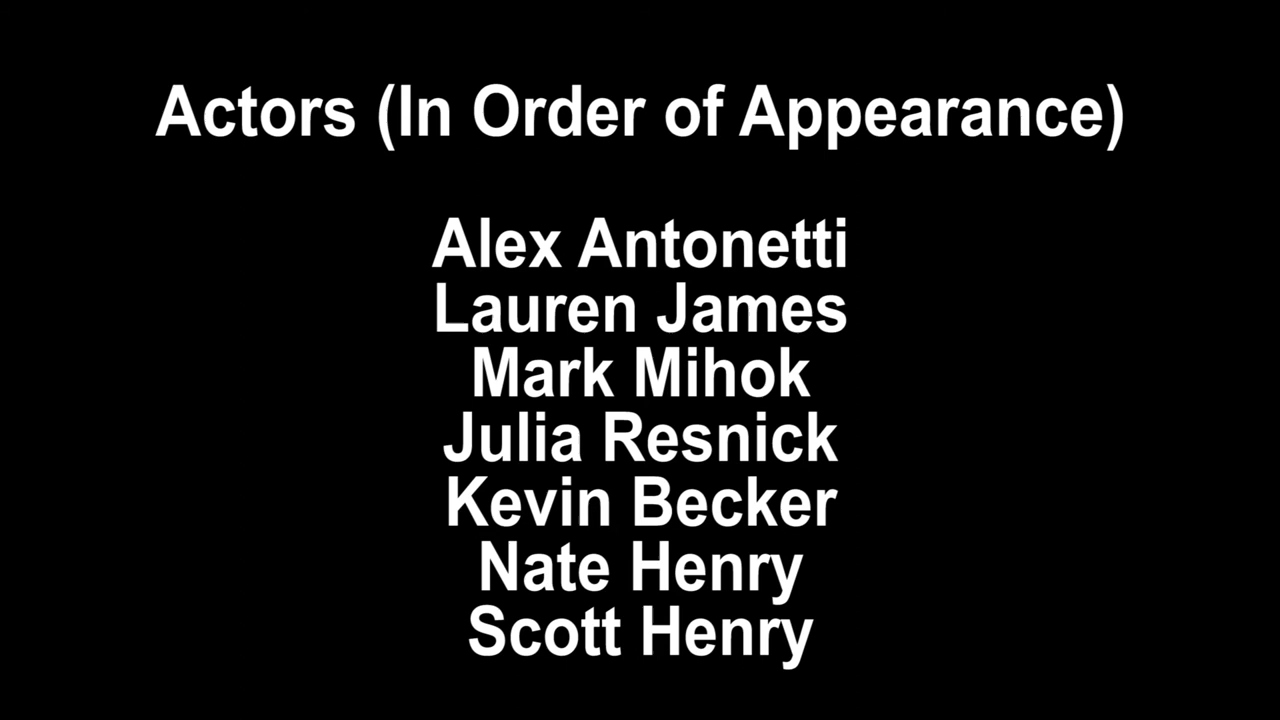 Actors (In Order of Appearance)
Alex Antonetti
Lauren James
Mark Mihok
Julia Resnick
Kevin Becker
Nate Henry
Scott Henry